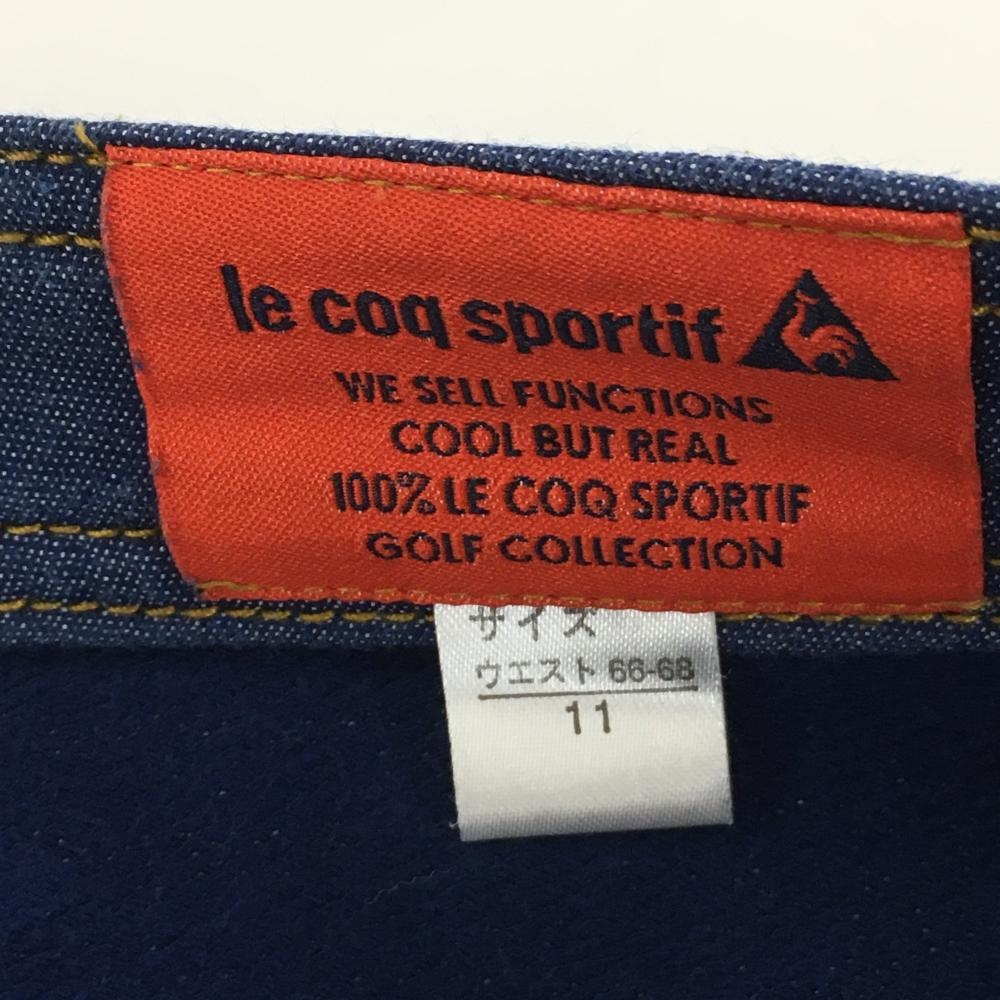 le coq sportif
WE SELL FUNCTIONS
COOL BUT REAL
100% LE COQ SPORTIF
GOLF COLLECTION
サイズ
ウエスト 66-68
11